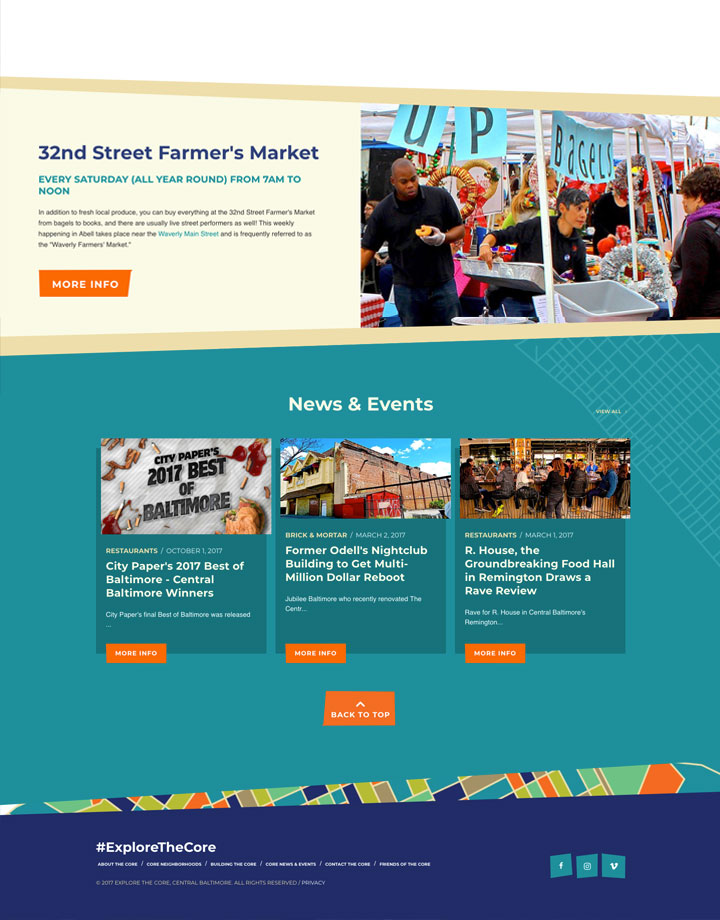 32nd Street Farmer's Market
EVERY SATURDAY (ALL YEAR ROUND) FROM 7AM TO
NOON
In addition to fresh local produce, you can buy everything at the 32nd Street Farmer's Market
from bagels to books, and there are usually live street performers as well! This weekly
happening in Abell takes place near the Waverly Main Street and is frequently referred to as
the "Waverly Farmers' Market."
MORE INFO
UP
BAGELS
News & Events
VIEW ALL
CITY PAPER'S
2017 BEST
OF
BALTIMORE
RESTAURANTS / OCTOBER 1, 2017
City Paper's 2017 Best of
Baltimore - Central
Baltimore Winners
City Paper's final Best of Baltimore was released
...
MORE INFO
BRICK & MORTAR / MARCH 2, 2017
Former Odell's Nightclub
Building to Get Multi-
Million Dollar Reboot
Jubilee Baltimore who recently renovated The
Centr...
MORE INFO
RESTAURANTS / MARCH 1, 2017
R. House, the
Groundbreaking Food Hall
in Remington Draws a
Rave Review
Rave for R. House in Central Baltimore's
Remington...
MORE INFO
BACK TO TOP
#ExploreTheCore
ABOUT THE CORE / CORE NEIGHBORHOODS / BUILDING THE CORE / CORE NEWS & EVENTS / CONTACT THE CORE / FRIENDS OF THE CORE
© 2017 EXPLORE THE CORE, CENTRAL BALTIMORE. ALL RIGHTS RESERVED / PRIVACY